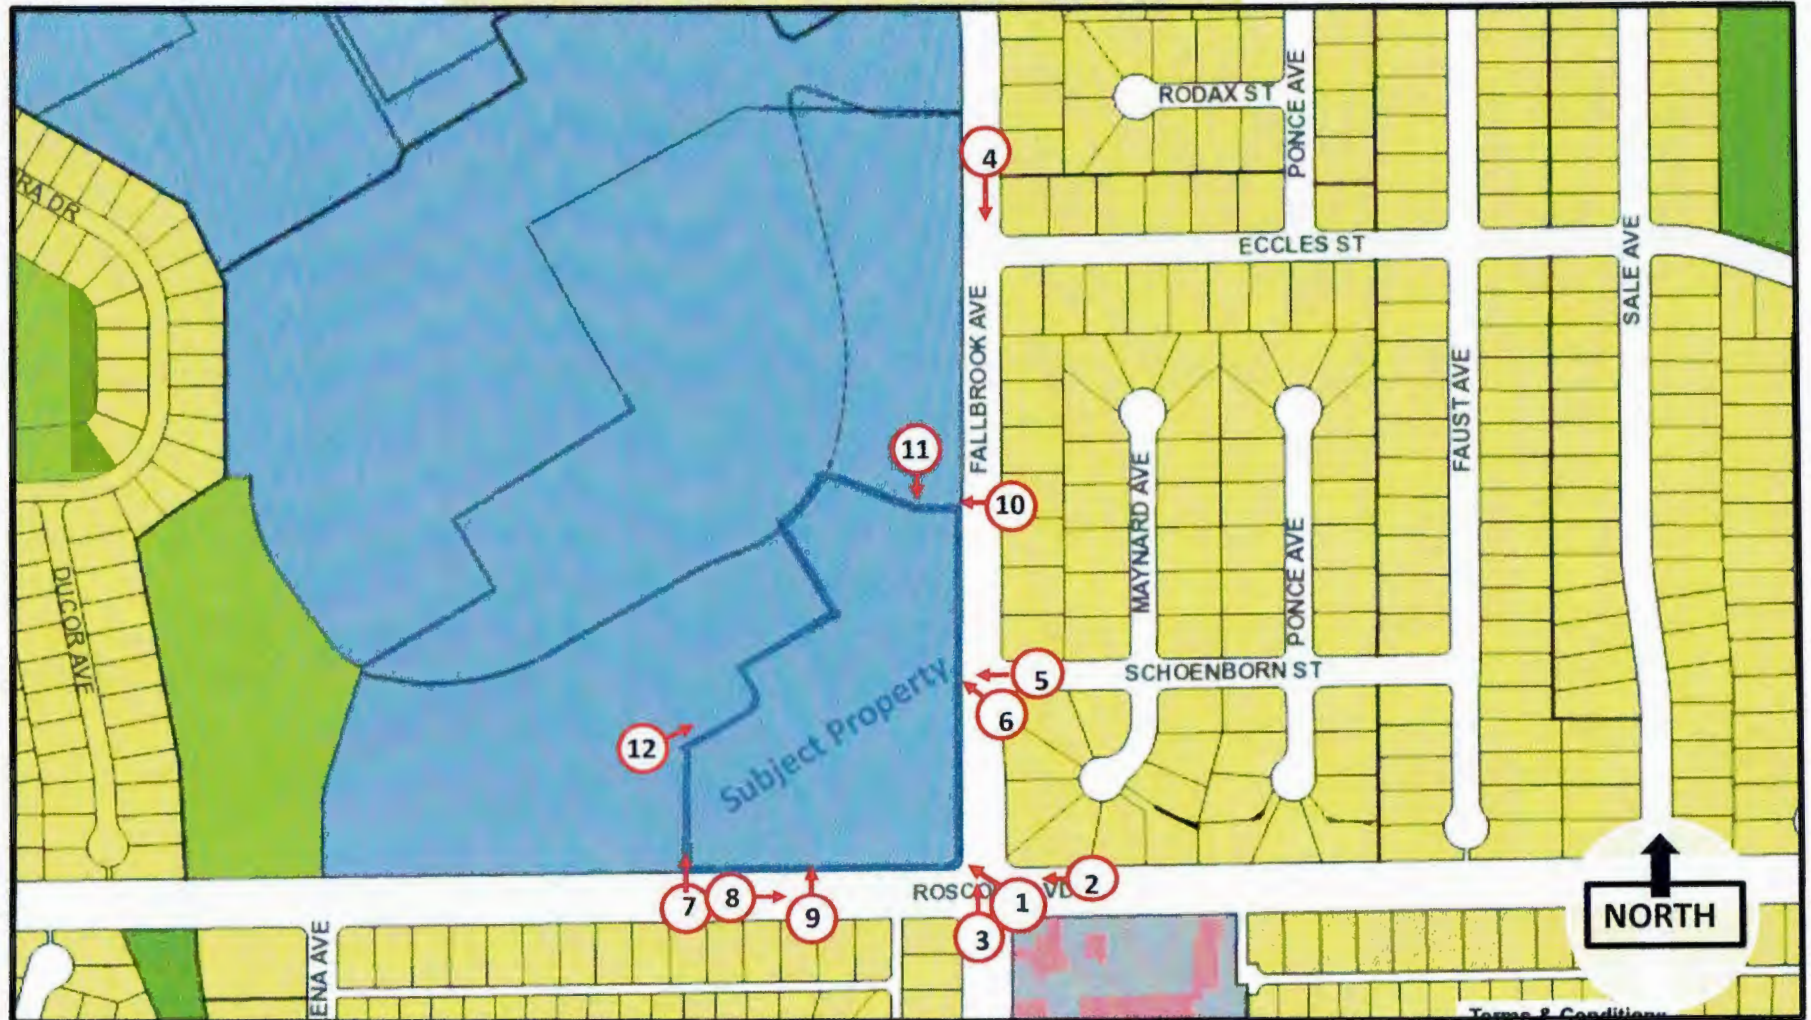 RODAX ST
PONCE AVE
4
RA DR
ECCLES ST
SALE AVE
FALLBROOK AVE
FAUST AVE
11
10
MAYNARD AVE
PONCE AVE
DUCOR AVE
SCHOENBORN ST
5
6
12
Subject Property
ROSCO
VD
2
7
8
9
1
3
NORTH
ENA AVE
Terms & Conditions